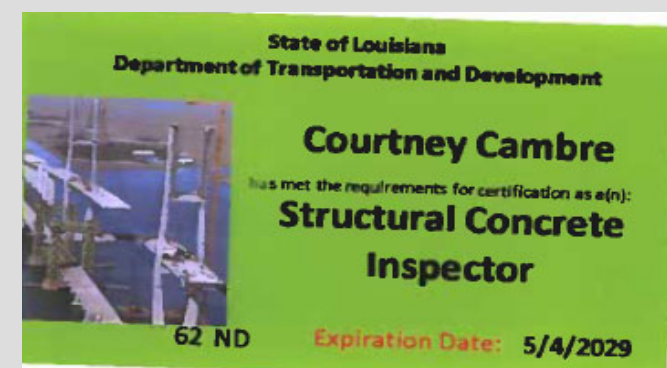 State of Louisiana
Department of Transportation and Development
Courtney Cambre
has met the requirements for certification as a(n):
Structural Concrete
Inspector
62 ND
Expiration Date: 5/4/2029